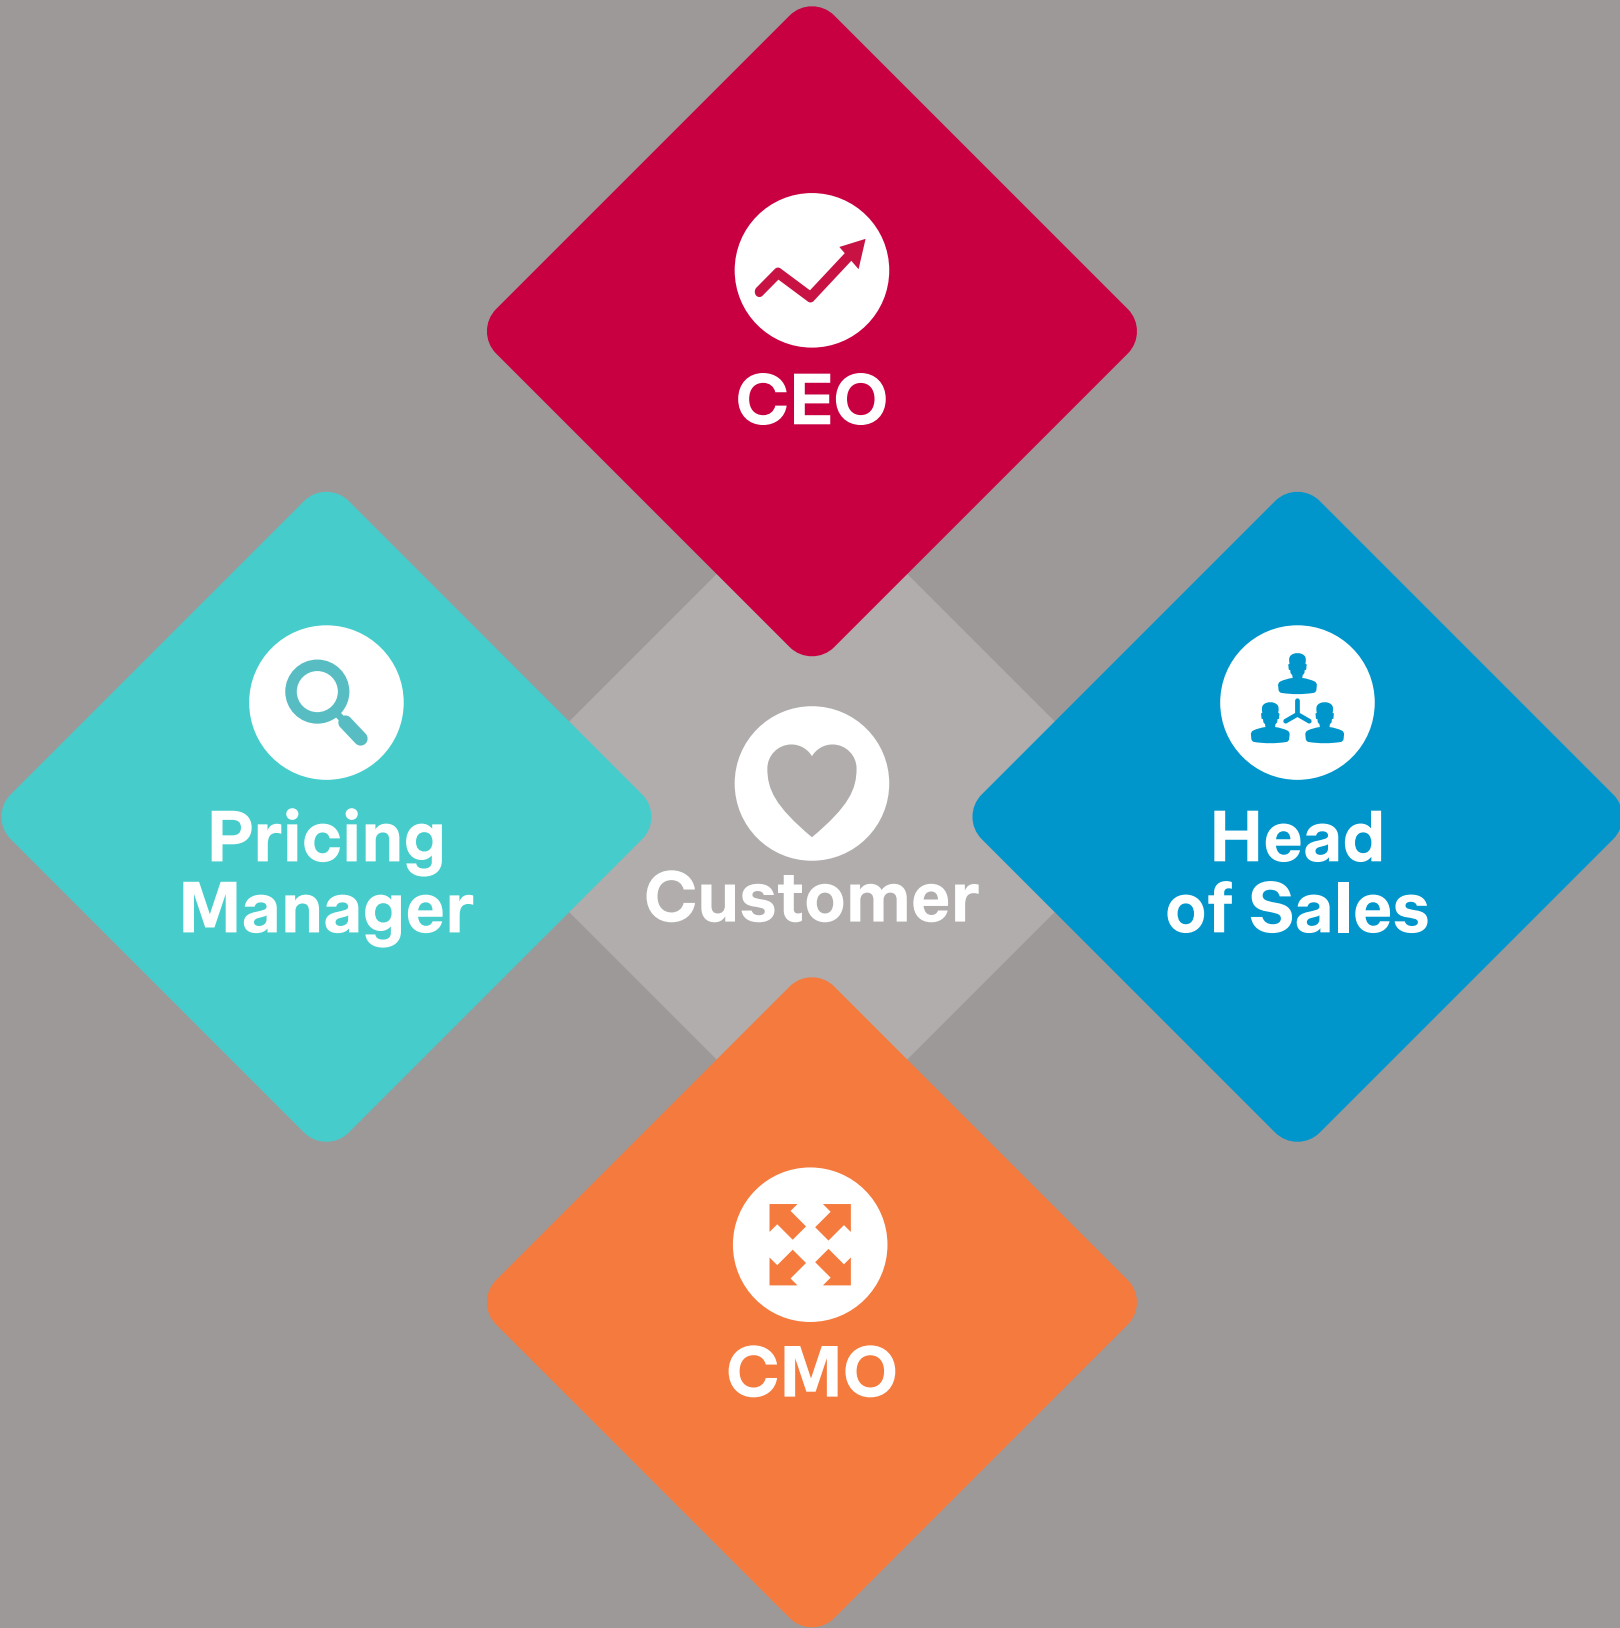 CEO
Pricing
Manager
Customer
Head
of Sales
CMO